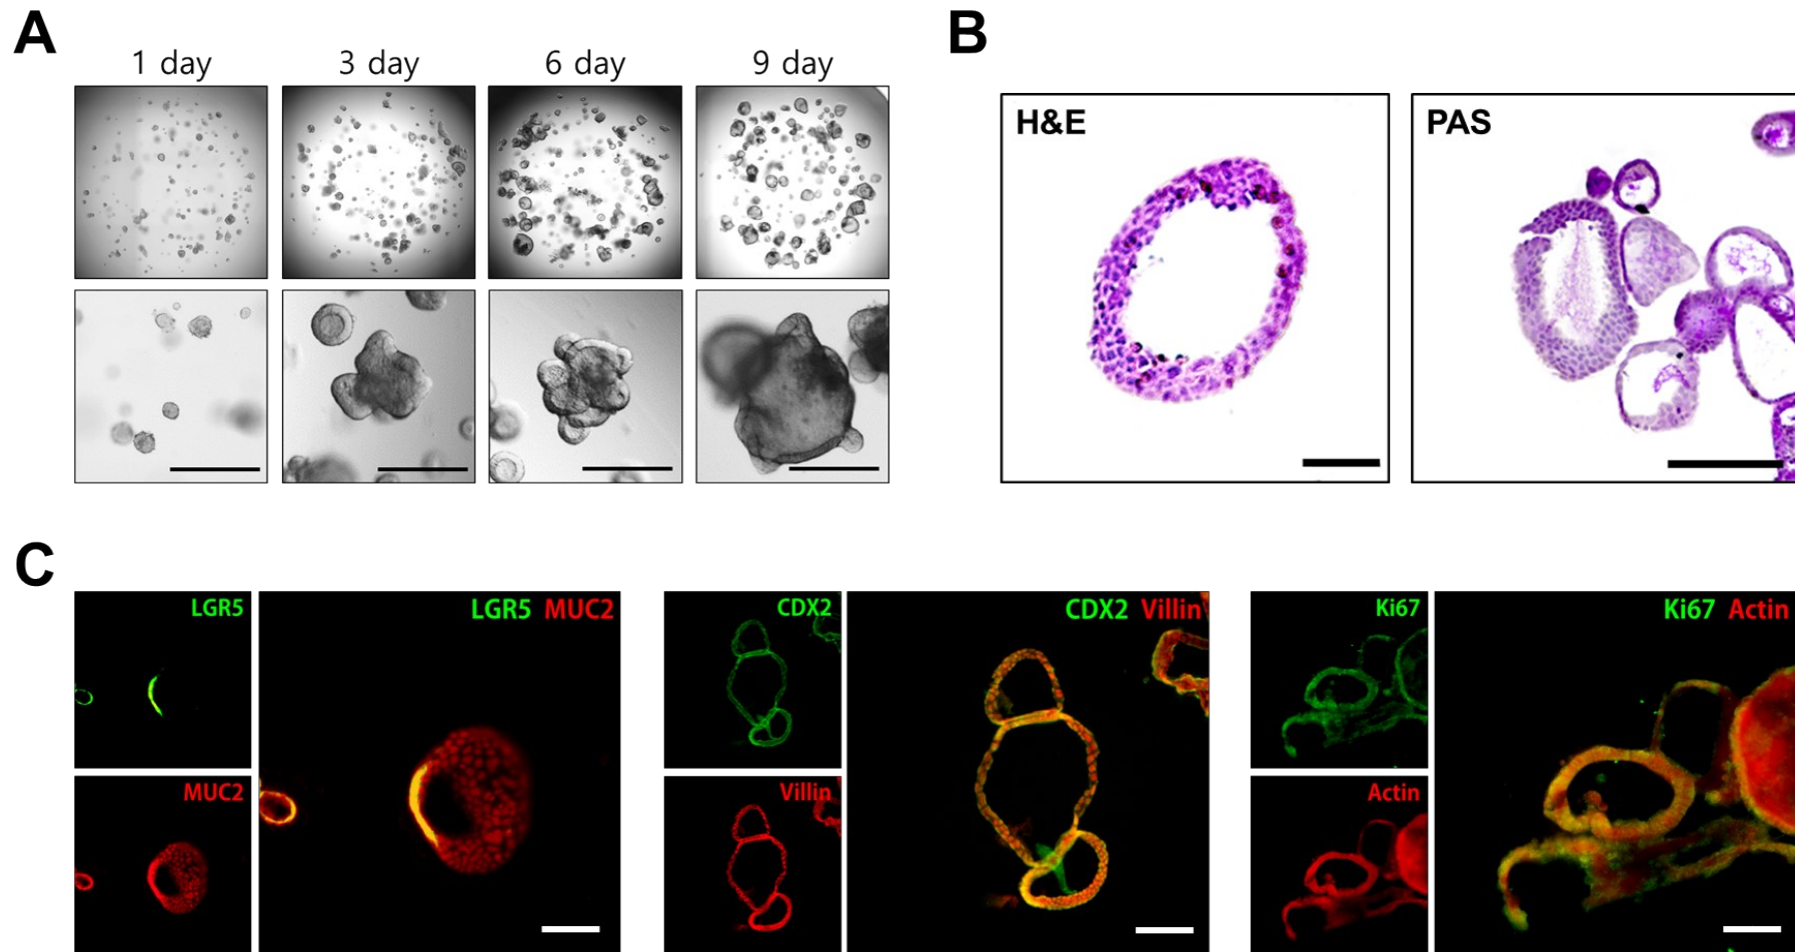 A
1 day
3 day
6 day
9 day
B
H&E
PAS
C
LGR5
LGR5 MUC2
MUC2
CDX2
CDX2 Villin
Villin
Ki67
Ki67 Actin
Actin